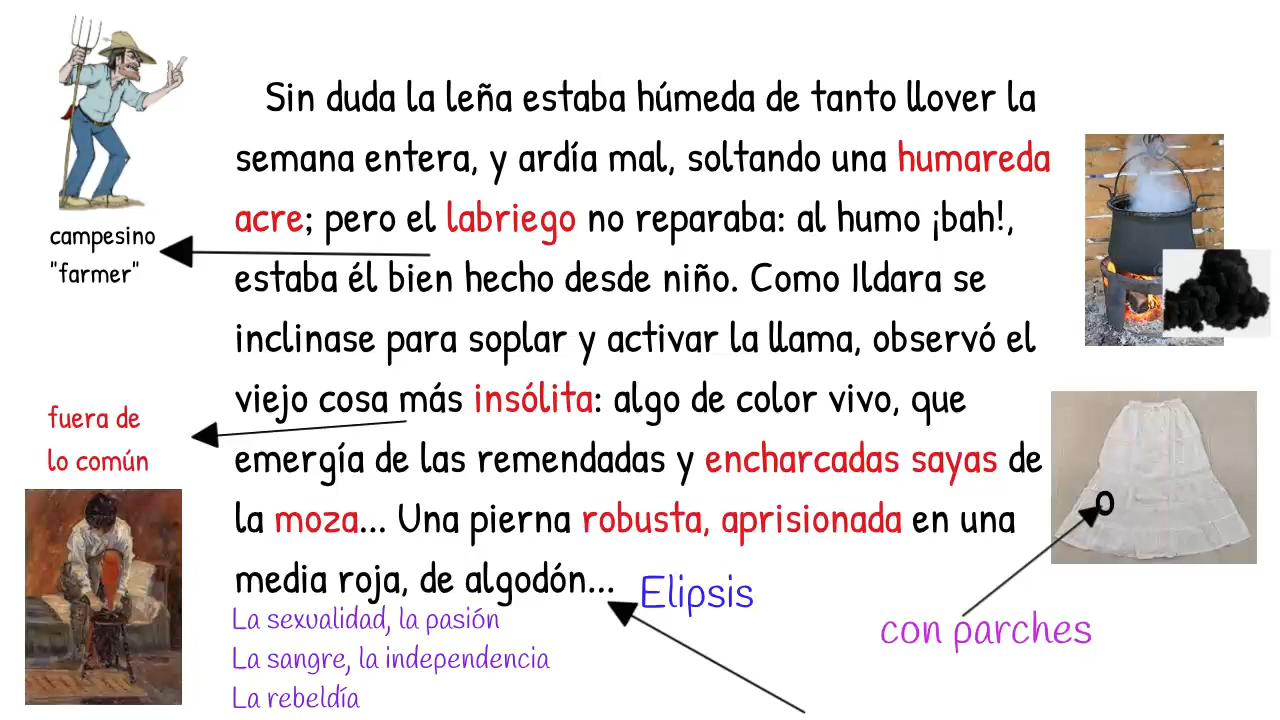 Sin duda la leña estaba húmeda de tanto llover la
semana entera, y ardía mal, soltando una humareda
acre; pero el labriego no reparaba: al humo ¡bah!,
estaba él bien hecho desde niño. Como Ildara se
inclinase para soplar y activar la llama, observó el
viejo cosa más insólita: algo de color vivo, que
emergía de las remendadas y encharcadas sayas de
la moza... Una pierna robusta, aprisionada en una
media roja, de algodón...
campesino
"farmer"
fuera de
lo común
Elipsis
La sexualidad, la pasión
La sangre, la independencia
La rebeldía
con parches